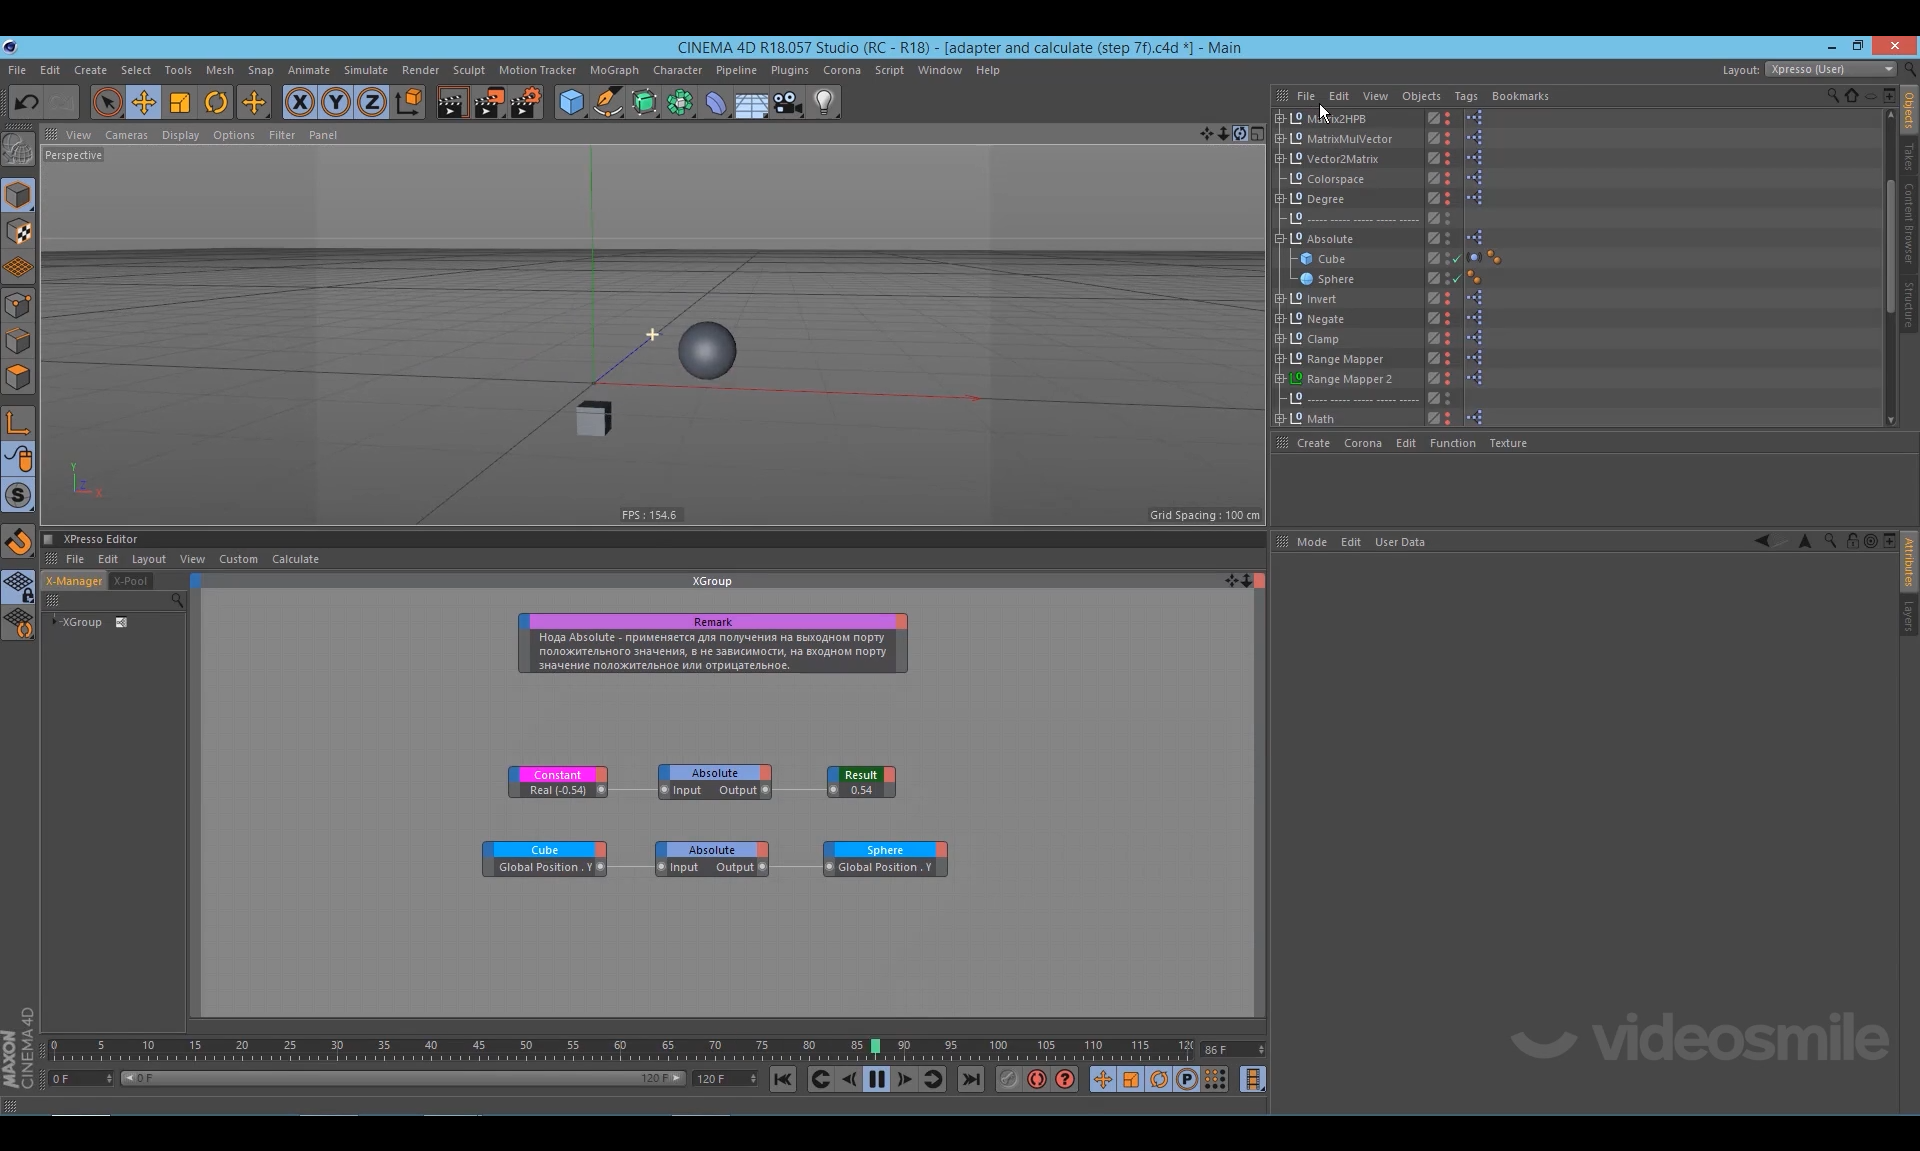 CINEMA 4D R18.057 Studio (RC - R18) - [adapter and calculate (step 7f).c4d *] - Main
File Edit Create Select Tools Mesh Snap Animate Simulate Render Sculpt Motion Tracker MoGraph Character Pipeline Plugins Corona Script Window Help
Layout: Xpresso (User)
X Y Z
File Edit View Objects Tags Bookmarks
View Cameras Display Options Filter Panel
Perspective
Matrix2HPB
MatrixMulVector
Vector2Matrix
Colorspace
Degree
----- ----- ----- ----- -----
Absolute
Cube
Sphere
Invert
Negate
Clamp
Range Mapper
Range Mapper 2
----- ----- ----- ----- -----
Math
Objects
Takes
Content Browser
Structure
Y
Z
X
FPS : 154.6
Grid Spacing : 100 cm
S
Create Corona Edit Function Texture
XPresso Editor
File Edit Layout View Custom Calculate
X-Manager X-Pool
XGroup
XGroup
Remark
Нода Absolute - применяется для получения на выходном порту
положительного значения, в не зависимости, на входном порту
значение положительное или отрицательное.
Constant
Real (-0.54)
Absolute
Input Output
Result
0.54
Cube
Global Position . Y
Absolute
Input Output
Sphere
Global Position . Y
Mode Edit User Data
Attributes
Layers
0 5 10 15 20 25 30 35 40 45 50 55 60 65 70 75 80 85 90 95 100 105 110 115 120
86 F
0 F
0 F
120 F
120 F
P
MAXON
CINEMA 4D
videosmile